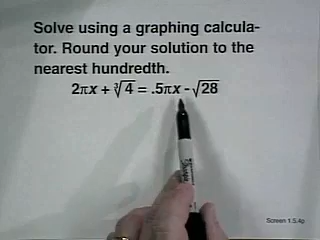 Solve using a graphing calcula-
tor. Round your solution to the
nearest hundredth.
2πx + ∛4 = .5πx - √28
Screen 1.5.4p